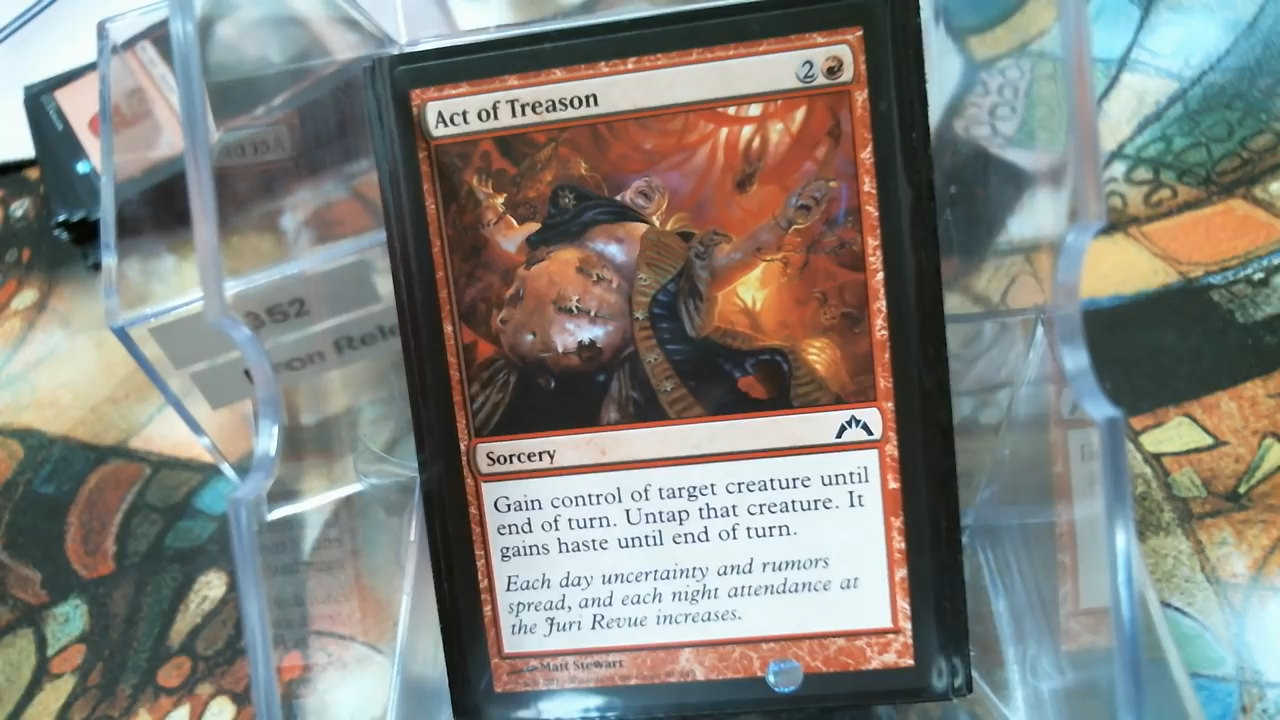 Act of Treason
2
Sorcery
Gain control of target creature until
end of turn. Untap that creature. It
gains haste until end of turn.
Each day uncertainty and rumors
spread, and each night attendance at
the Juri Revue increases.
Matt Stewart
352